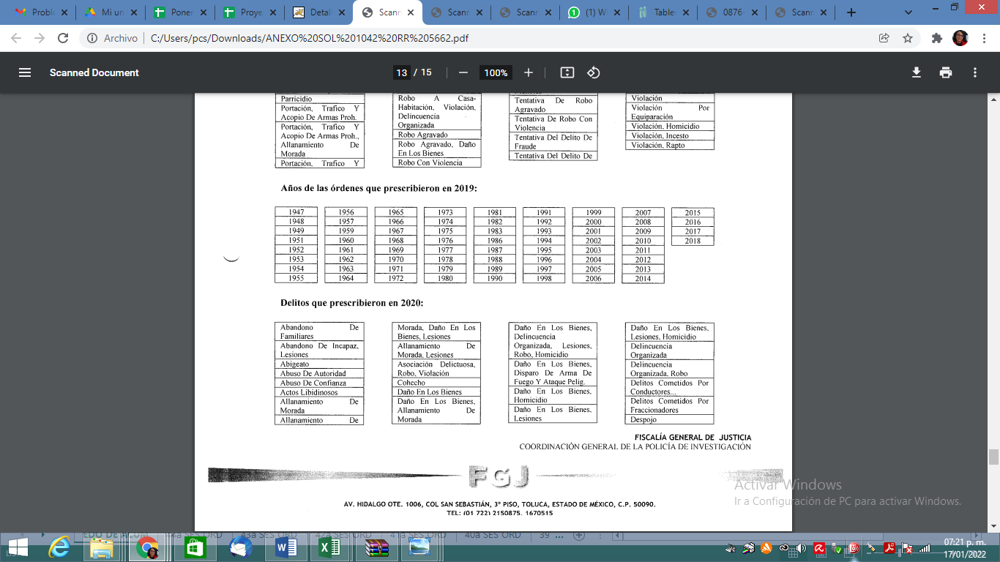 Proble
Mi un
Poner
Proye
Detall
Scann
Scann
Scann
(1) W
Table
0876-
Scann
Archivo
C:/Users/pcs/Downloads/ANEXO%20SOL%201042%20RR%205662.pdf
Scanned Document
13 / 15
100%
Parricidio
Portación, Trafico Y
Acopio De Armas Proh.
Portación, Trafico Y
Acopio De Armas Proh.,
Allanamiento De
Morada
Portación, Trafico Y
Robo A Casa-
Habitación, Violación,
Delincuencia
Organizada
Robo Agravado
Robo Agravado, Daño
En Los Bienes
Robo Con Violencia
Tentativa De Robo
Agravado
Tentativa De Robo Con
Violencia
Tentativa Del Delito De
Fraude
Tentativa Del Delito De
Violación
Violación Por
Equiparación
Violación, Homicidio
Violación, Incesto
Violación, Rapto
Años de las órdenes que prescribieron en 2019:
1947 1956 1965 1973 1981 1991 1999 2007 2015
1948 1957 1966 1974 1982 1992 2000 2008 2016
1949 1959 1967 1975 1983 1993 2001 2009 2017
1951 1960 1968 1976 1986 1994 2002 2010 2018
1952 1961 1969 1977 1987 1995 2003 2011
1953 1962 1970 1978 1988 1996 2004 2012
1954 1963 1971 1979 1989 1997 2005 2013
1955 1964 1972 1980 1990 1998 2006 2014
Delitos que prescribieron en 2020:
Abandono De
Familiares
Abandono De Incapaz,
Lesiones
Abigeato
Abuso De Autoridad
Abuso De Confianza
Actos Libidinosos
Allanamiento De
Morada
Allanamiento De
Morada, Daño En Los
Bienes, Lesiones
Allanamiento De
Morada, Lesiones
Asociación Delictuosa,
Robo, Violación
Cohecho
Daño En Los Bienes
Daño En Los Bienes,
Allanamiento De
Morada
Daño En Los Bienes,
Delincuencia
Organizada, Lesiones,
Robo, Homicidio
Daño En Los Bienes,
Disparo De Arma De
Fuego Y Ataque Pelig.
Daño En Los Bienes,
Homicidio
Daño En Los Bienes,
Lesiones
Daño En Los Bienes,
Lesiones, Homicidio
Delincuencia
Organizada
Delincuencia
Organizada, Robo
Delitos Cometidos Por
Conductores...
Delitos Cometidos Por
Fraccionadores
Despojo
FISCALÍA GENERAL DE JUSTICIA
COORDINACIÓN GENERAL DE LA POLICÍA DE INVESTIGACIÓN
FGJ
AV. HIDALGO OTE. 1006, COL SAN SEBASTIÁN, 3º PISO, TOLUCA, ESTADO DE MÉXICO, C.P. 50090.
TEL: (01 722) 2150875, 1670515
Activar Windows
Ir a Configuración de PC para activar Windows.
43a SES ORD
42a SES ORD
41a SES ORD
40a SES ORD
39 ...
07:21 p. m.
17/01/2022